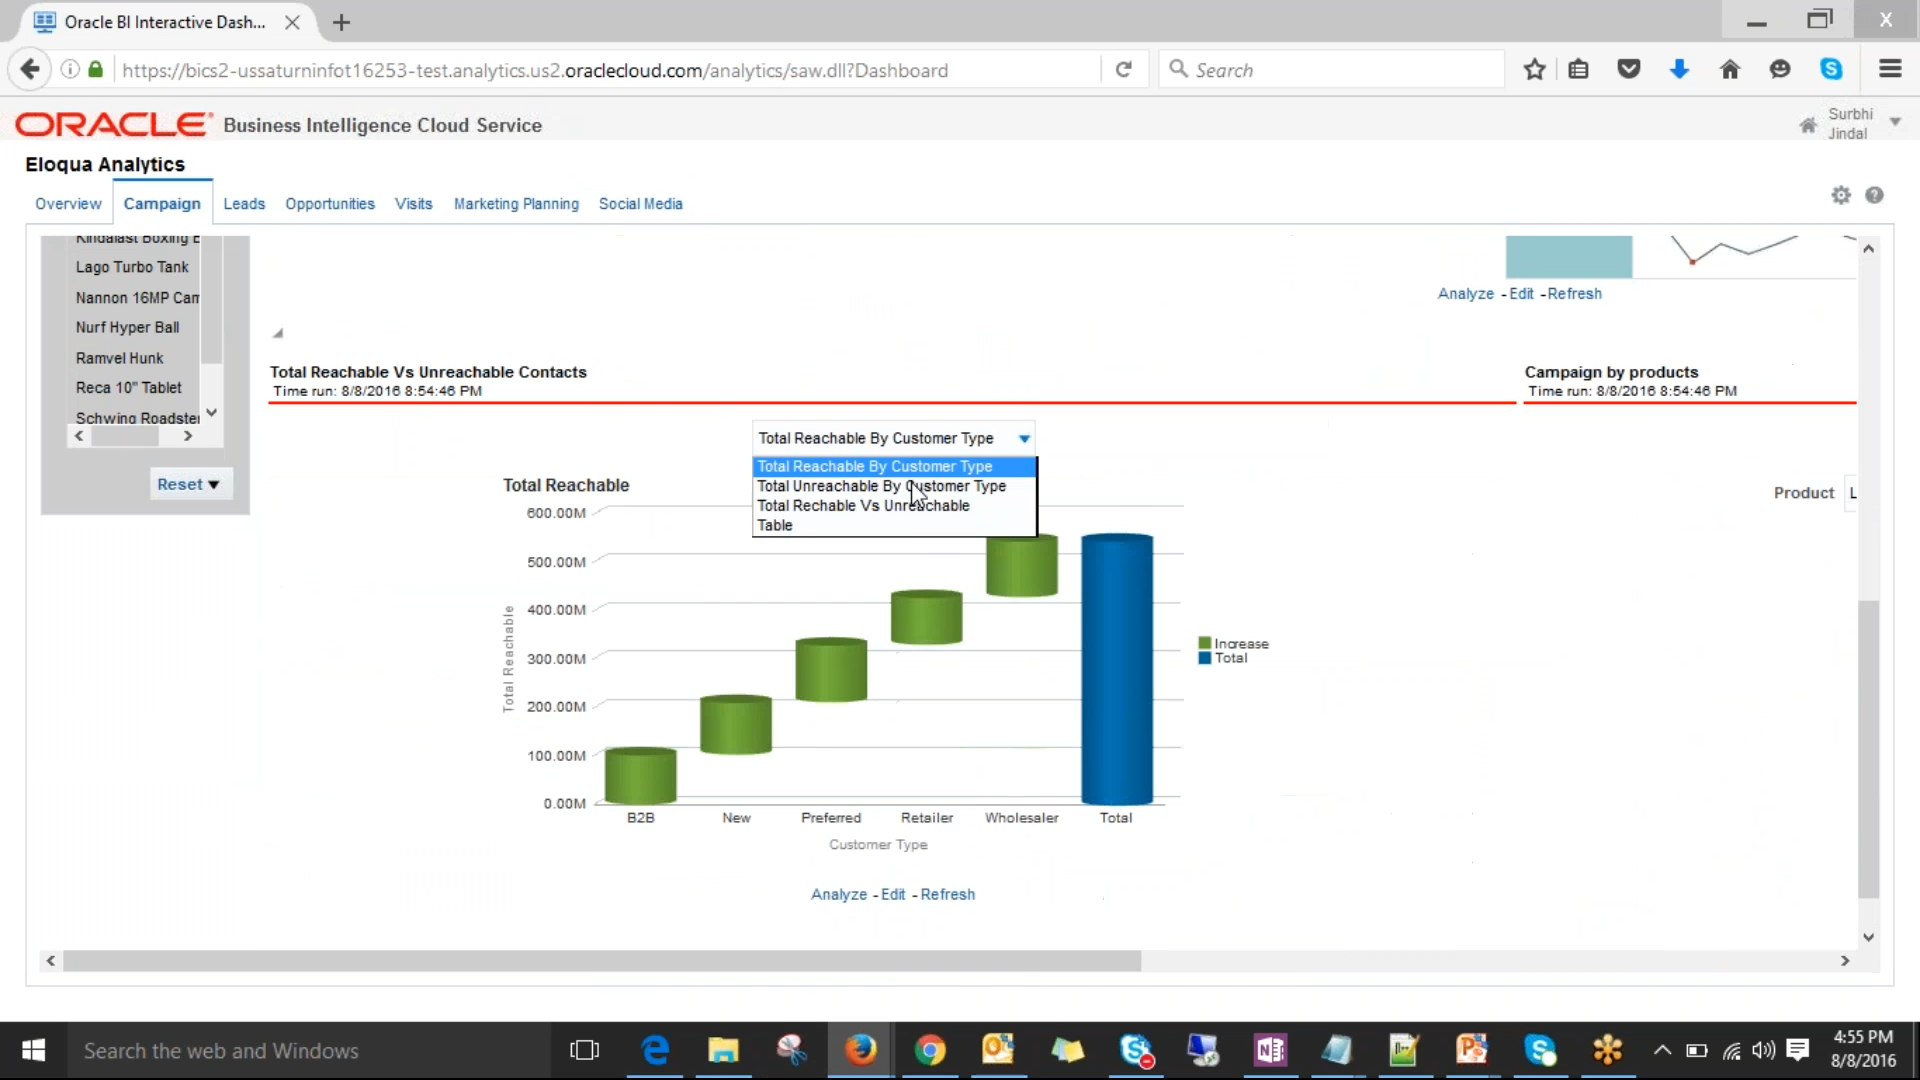 Oracle BI Interactive Dash...
https://bics2-ussaturninfot16253-test.analytics.us2.oraclecloud.com/analytics/saw.dll?Dashboard
Search
ORACLE Business Intelligence Cloud Service
Surbhi
Jindal
Eloqua Analytics
Overview
Campaign
Leads
Opportunities
Visits
Marketing Planning
Social Media
Kindalast Boxing
Lago Turbo Tank
Nannon 16MP Cam
Nurf Hyper Ball
Ramvel Hunk
Reca 10" Tablet
Schwing Roadster
Reset
Analyze - Edit - Refresh
Total Reachable Vs Unreachable Contacts
Time run: 8/8/2016 8:54:46 PM
Campaign by products
Time run: 8/8/2016 8:54:46 PM
Total Reachable By Customer Type
Total Reachable By Customer Type
Total Unreachable By Customer Type
Total Rechable Vs Unreachable
Table
Product
Total Reachable
600.00M
500.00M
400.00M
300.00M
200.00M
100.00M
0.00M
Total Reachable
B2B
New
Preferred
Retailer
Wholesaler
Total
Customer Type
Increase
Total
Analyze - Edit - Refresh
Search the web and Windows
4:55 PM
8/8/2016